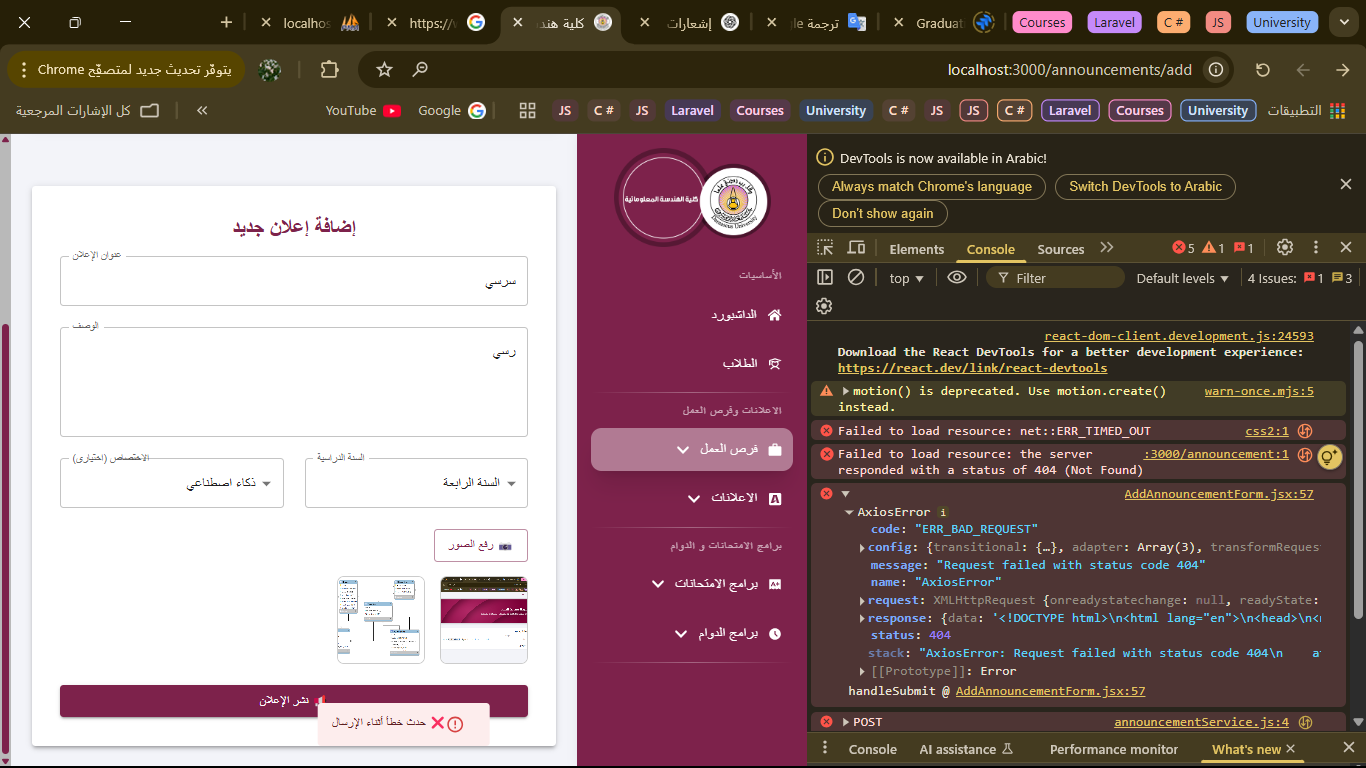 localhos
https://v
كلية هند
إشعارات
ترجمة gle
Graduat
Courses
Laravel
C #
JS
University
يتوفّر تحديث جديد لمتصفّح Chrome
localhost:3000/announcements/add
كل الإشارات المرجعية
YouTube
Google
JS
C #
JS
Laravel
Courses
University
C #
JS
JS
C #
Laravel
Courses
University
التطبيقات
إضافة إعلان جديد
عنوان الإعلان
سرسي
الوصف
رسي
السنة الدراسية
السنة الرابعة
الاختصاص (اختياري)
ذكاء اصطناعي
رفع الصور
نشر الإعلان
حدث خطأ أثناء الإرسال
كلية الهندسة المعلوماتية
الأساسيات
الداشبورد
الطلاب
الاعلانات وفرص العمل
فرص العمل
الاعلانات
برامج الامتحانات و الدوام
برامج الامتحانات
برامج الدوام
DevTools is now available in Arabic!
Always match Chrome's language
Switch DevTools to Arabic
Don't show again
Elements
Console
Sources
5
1
1
top
Filter
Default levels
4 Issues:
1
3
react-dom-client.development.js:24593
Download the React DevTools for a better development experience:
https://react.dev/link/react-devtools
motion() is deprecated. Use motion.create() warn-once.mjs:5
instead.
Failed to load resource: net::ERR_TIMED_OUT css2:1
Failed to load resource: the server :3000/announcement:1
responded with a status of 404 (Not Found)
AddAnnouncementForm.jsx:57
AxiosError i
code: "ERR_BAD_REQUEST"
config: {transitional: {…}, adapter: Array(3), transformRequest
message: "Request failed with status code 404"
name: "AxiosError"
request: XMLHttpRequest {onreadystatechange: null, readyState:
response: {data: '<!DOCTYPE html>\n<html lang="en">\n<head>\n<
status: 404
stack: "AxiosError: Request failed with status code 404\n at
[[Prototype]]: Error
handleSubmit @ AddAnnouncementForm.jsx:57
POST announcementService.js:4
Console
AI assistance
Performance monitor
What's new